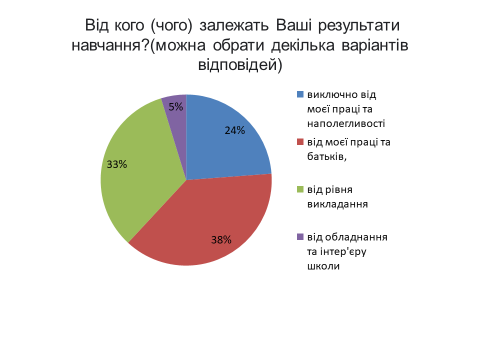 Від кого (чого) залежать Ваші результати
навчання?(можна обрати декілька варіантів
відповідей)
5%
24%
33%
38%
виключно від
моєї праці та
наполегливості
від моєї праці та
батьків,
від рівня
викладання
від обладнання
та інтер'єру
школи